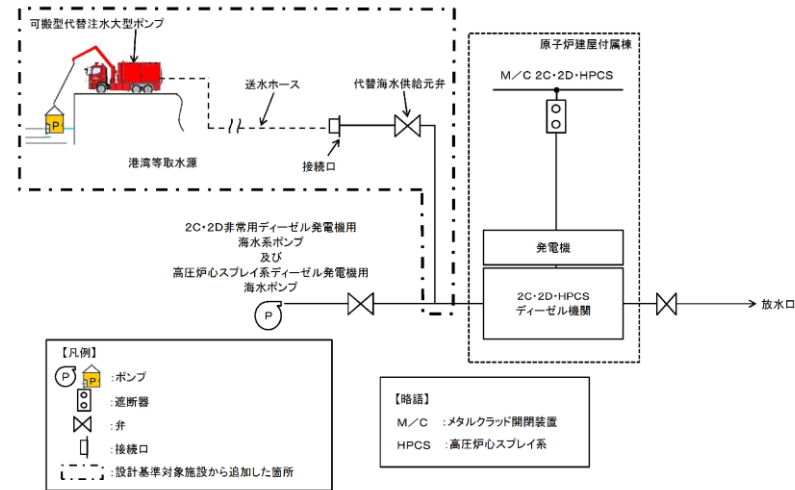 可搬型代替注水大型ポンプ
原子炉建屋付属棟
M/C 2C・2D・HPCS
送水ホース
代替海水供給元弁
P
港湾等取水源
接続口
2C・2D非常用ディーゼル発電機用
海水系ポンプ
及び
高圧炉心スプレイ系ディーゼル発電機用
海水ポンプ
P
発電機
2C・2D・HPCS
ディーゼル機関
放水口
【凡例】
P P :ポンプ
:遮断器
:弁
:接続口
:設計基準対象施設から追加した箇所
【略語】
M/C :メタルクラッド開閉装置
HPCS :高圧炉心スプレイ系